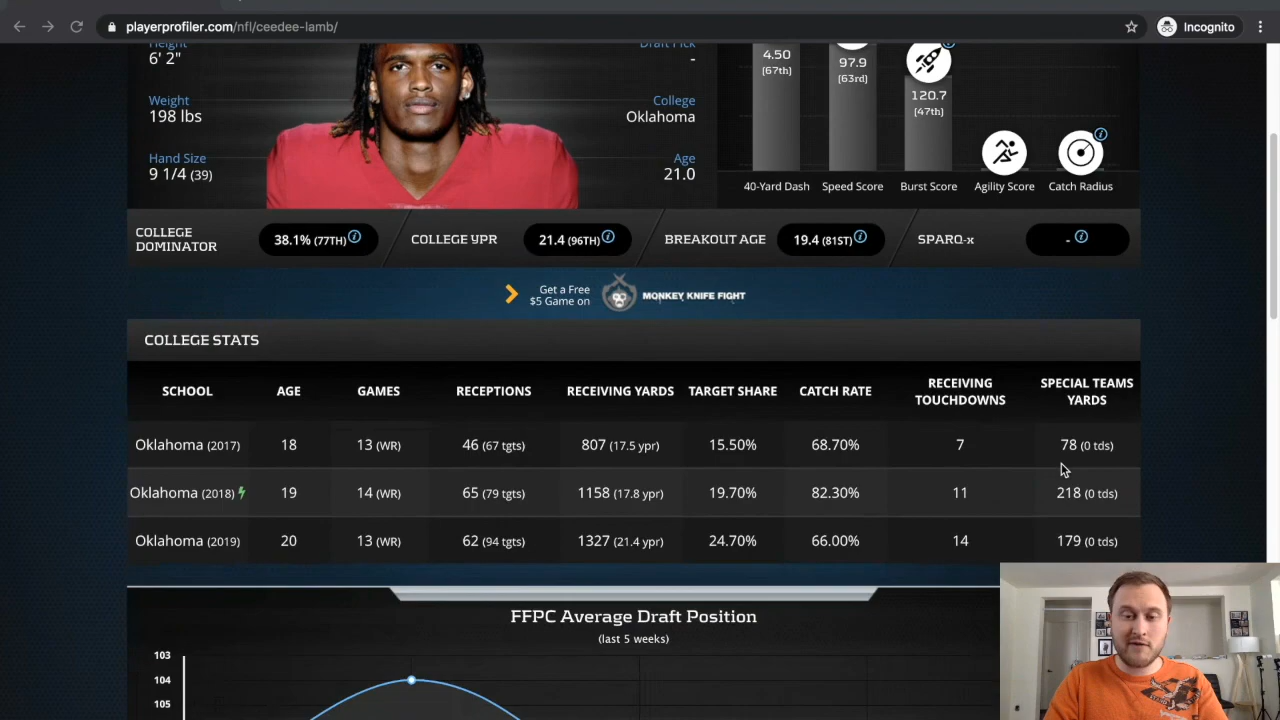 playerprofiler.com/nfl/ceedee-lamb/
Incognito
Height
6' 2"
Draft Pick
-
Weight
198 lbs
College
Oklahoma
Hand Size
9 1/4 (39)
Age
21.0
4.50
(67th)
97.9
(63rd)
120.7
(47th)
40-Yard Dash
Speed Score
Burst Score
Agility Score
Catch Radius
COLLEGE
DOMINATOR
38.1% (77TH)
COLLEGE YPR
21.4 (96TH)
BREAKOUT AGE
19.4 (81ST)
SPARQ-x
-
Get a Free
$5 Game on
MONKEY KNIFE FIGHT
COLLEGE STATS
SCHOOL AGE GAMES RECEPTIONS RECEIVING YARDS TARGET SHARE CATCH RATE RECEIVING TOUCHDOWNS SPECIAL TEAMS YARDS
Oklahoma (2017) 18 13 (WR) 46 (67 tgts) 807 (17.5 ypr) 15.50% 68.70% 7 78 (0 tds)
Oklahoma (2018) 19 14 (WR) 65 (79 tgts) 1158 (17.8 ypr) 19.70% 82.30% 11 218 (0 tds)
Oklahoma (2019) 20 13 (WR) 62 (94 tgts) 1327 (21.4 ypr) 24.70% 66.00% 14 179 (0 tds)
FFPC Average Draft Position
(last 5 weeks)
103
104
105